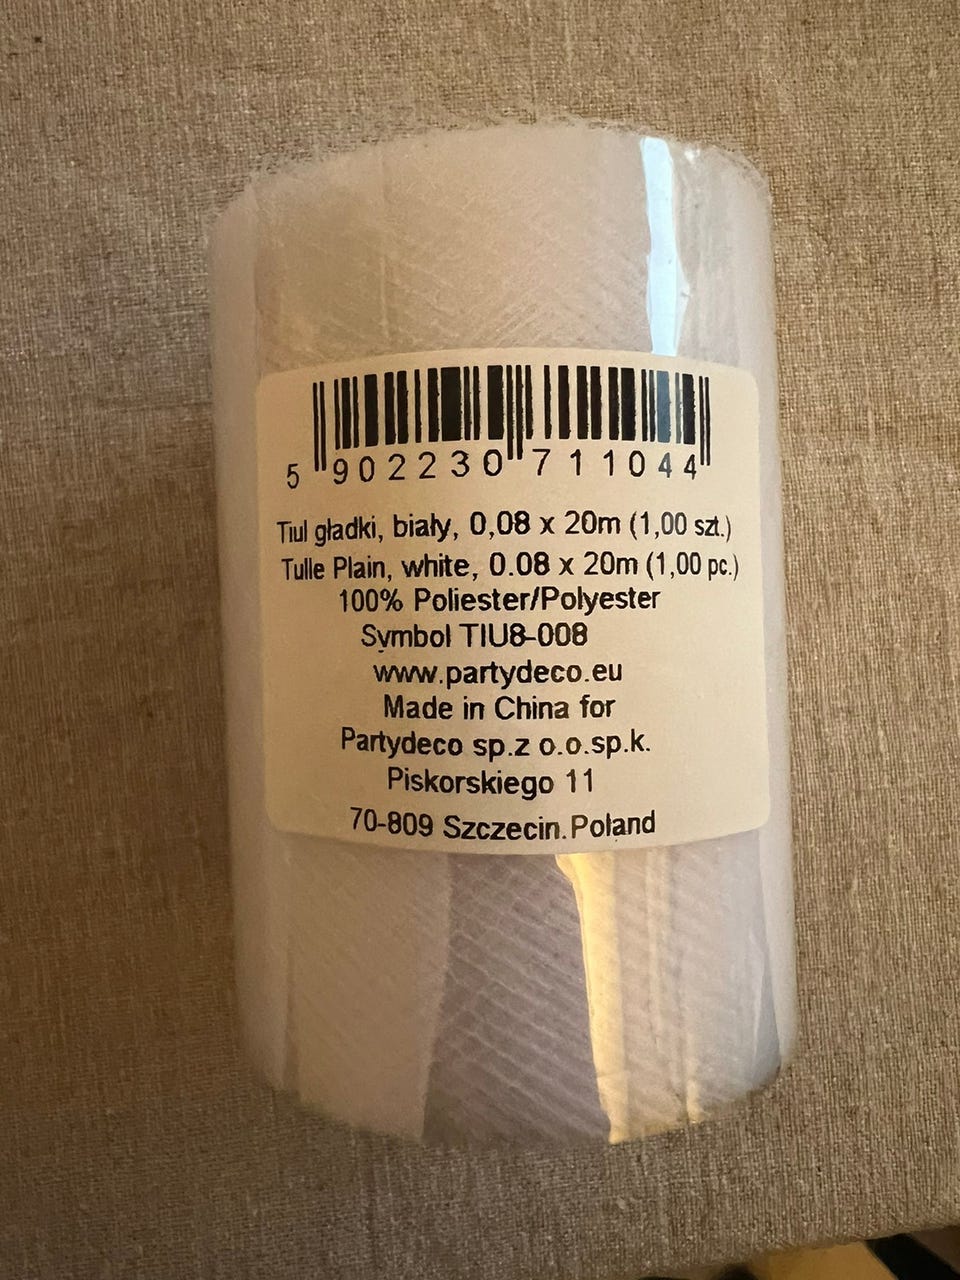 5 902230 711044
Tiul gładki, biały, 0,08 x 20m (1,00 szt.)
Tulle Plain, white, 0.08 x 20m (1,00 pc.)
100% Poliester/Polyester
Symbol TIU8-008
www.partydeco.eu
Made in China for
Partydeco sp.z o.o.sp.k.
Piskorskiego 11
70-809 Szczecin.Poland